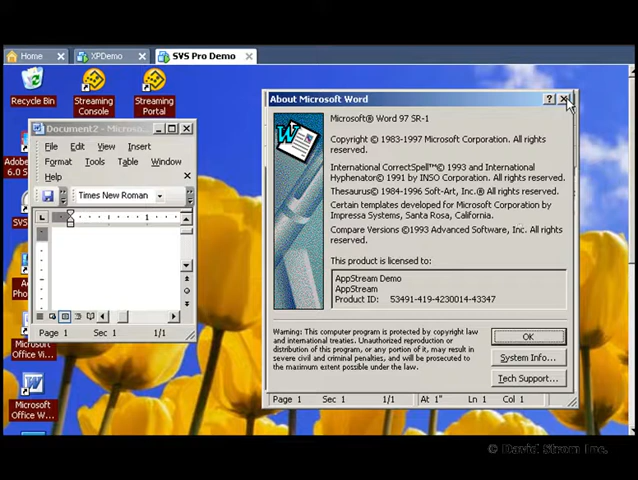 Home
XPDemo
SVS Pro Demo
Recycle Bin
Streaming
Console
Streaming
Portal
Document2 - Microso...
File Edit View Insert
Format Tools Table Window
Help
Times New Roman
1
Page 1 Sec 1 1/1
Microsoft
Office Vi...
Microsoft
Office W...
About Microsoft Word
Microsoft® Word 97 SR-1
Copyright © 1983-1997 Microsoft Corporation. All rights
reserved.
International CorrectSpell™© 1993 and International
Hyphenator© 1991 by INSO Corporation. All rights reserved.
Thesaurus© 1984-1996 Soft-Art, Inc.® All rights reserved.
Certain templates developed for Microsoft Corporation by
Impressa Systems, Santa Rosa, California.
Compare Versions ©1993 Advanced Software, Inc. All rights
reserved.
This product is licensed to:
AppStream Demo
AppStream
Product ID: 53491-419-4230014-43347
Warning: This computer program is protected by copyright law
and international treaties. Unauthorized reproduction or
distribution of this program, or any portion of it, may result in
severe civil and criminal penalties, and will be prosecuted to
the maximum extent possible under the law.
OK
System Info...
Tech Support...
Page 1 Sec 1 1/1 At 1" Ln 1 Col 1
© David Strom Inc.